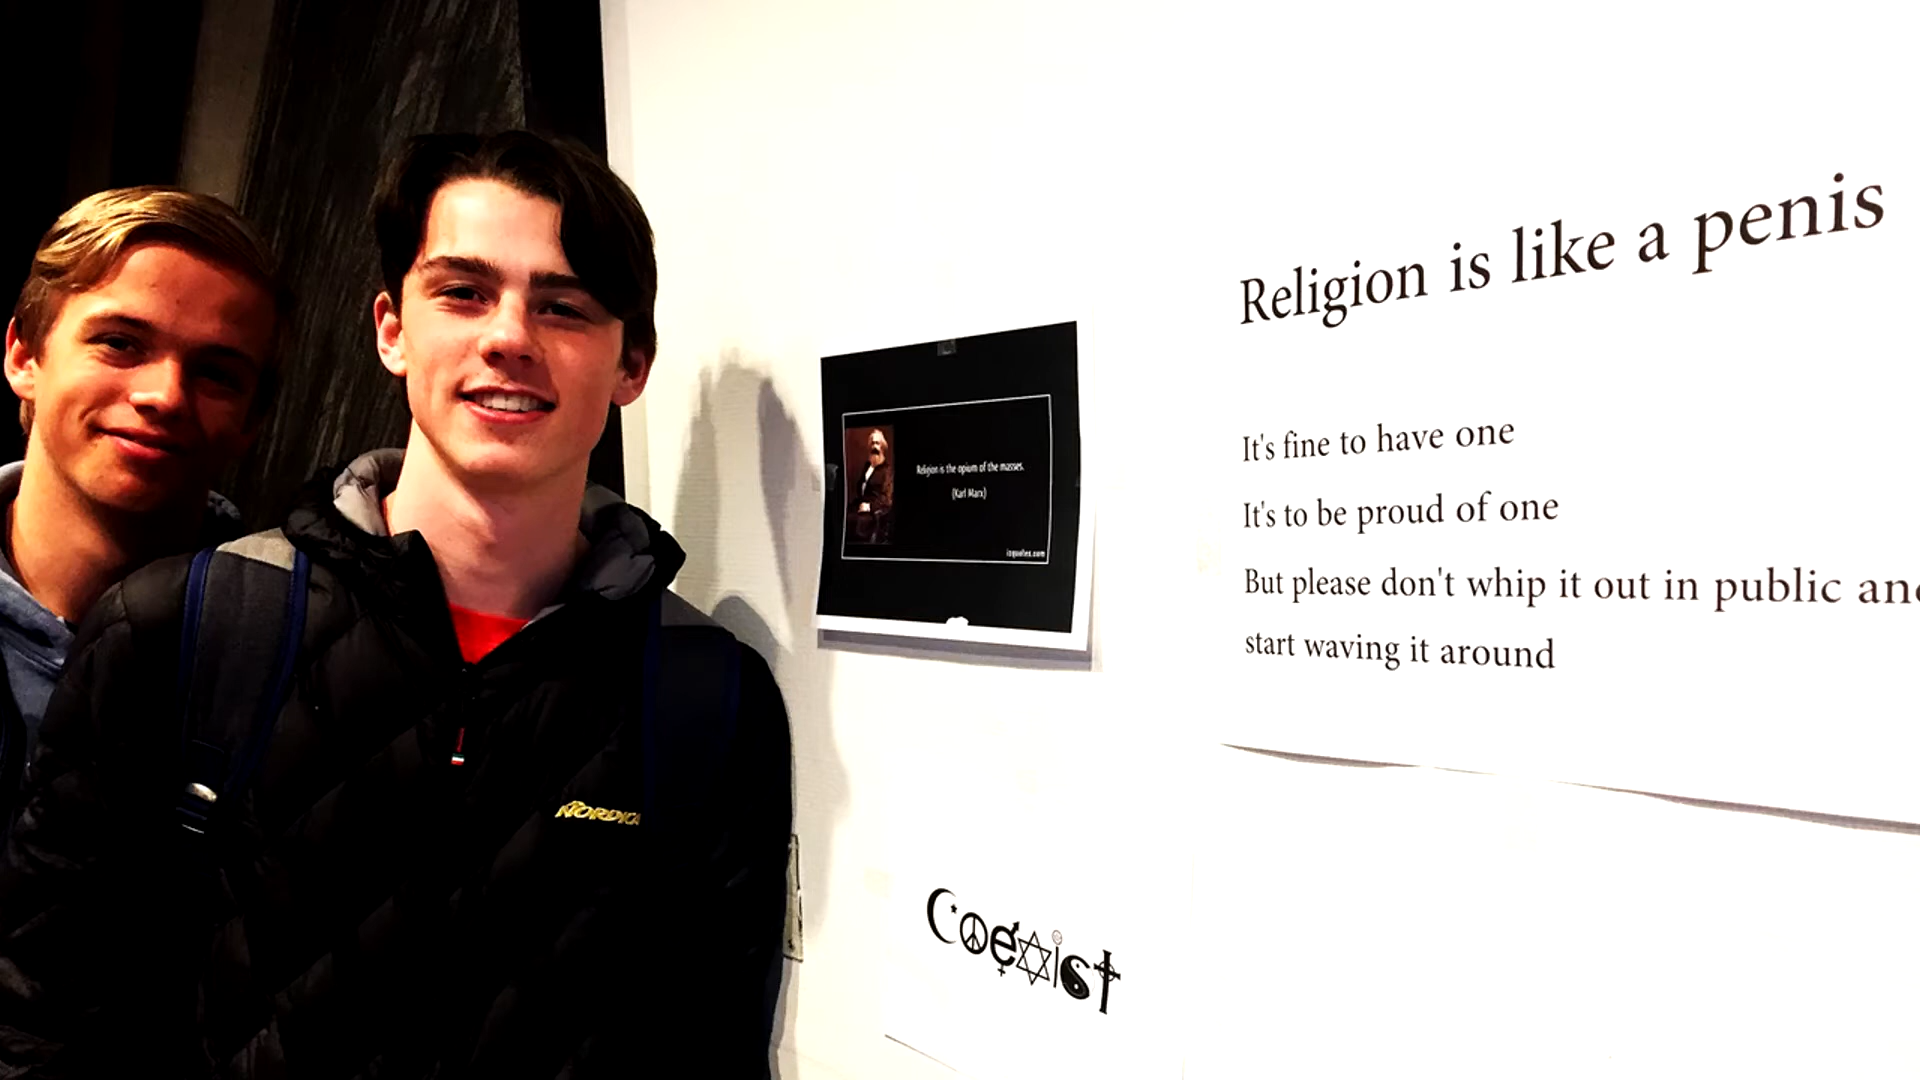 Religion is like a penis
It's fine to have one
It's to be proud of one
But please don't whip it out in public and
start waving it around
Religion is the opium of the masses.
(Karl Marx)
izquotes.com
Coexist
NORDICA